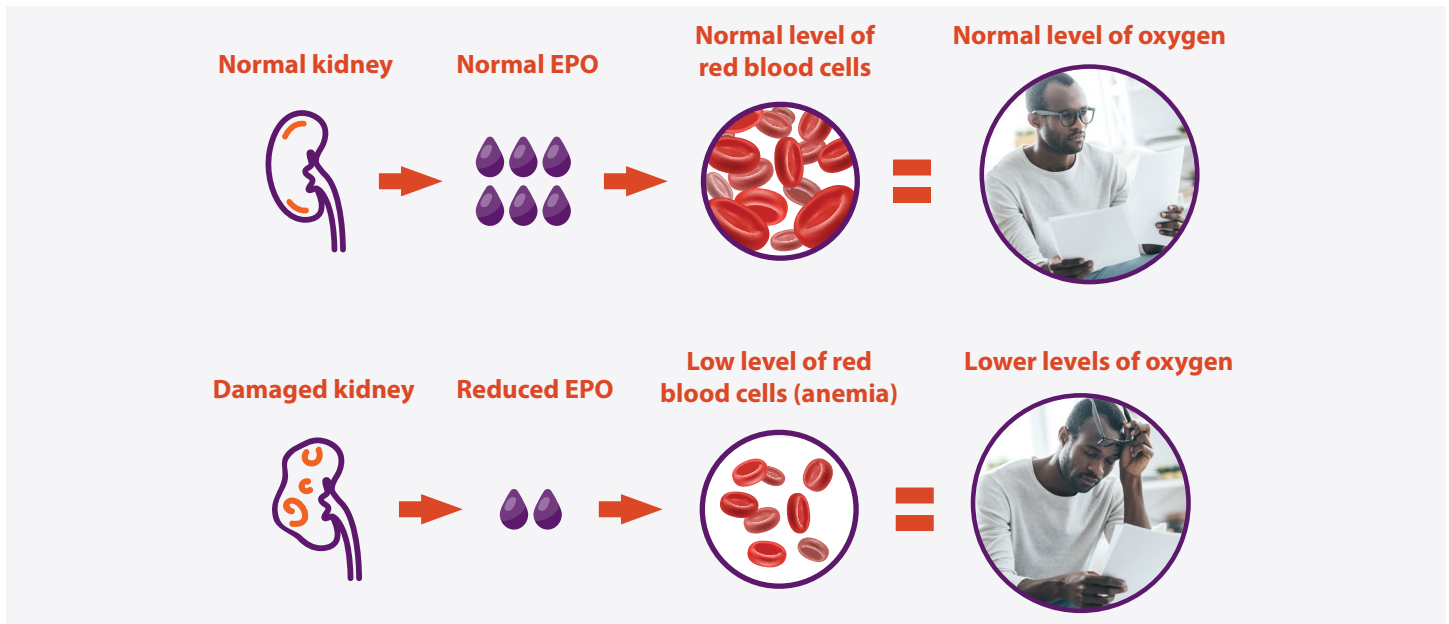 Normal kidney
Normal EPO
Normal level of
red blood cells
Normal level of oxygen
Damaged kidney
Reduced EPO
Low level of red
blood cells (anemia)
Lower levels of oxygen